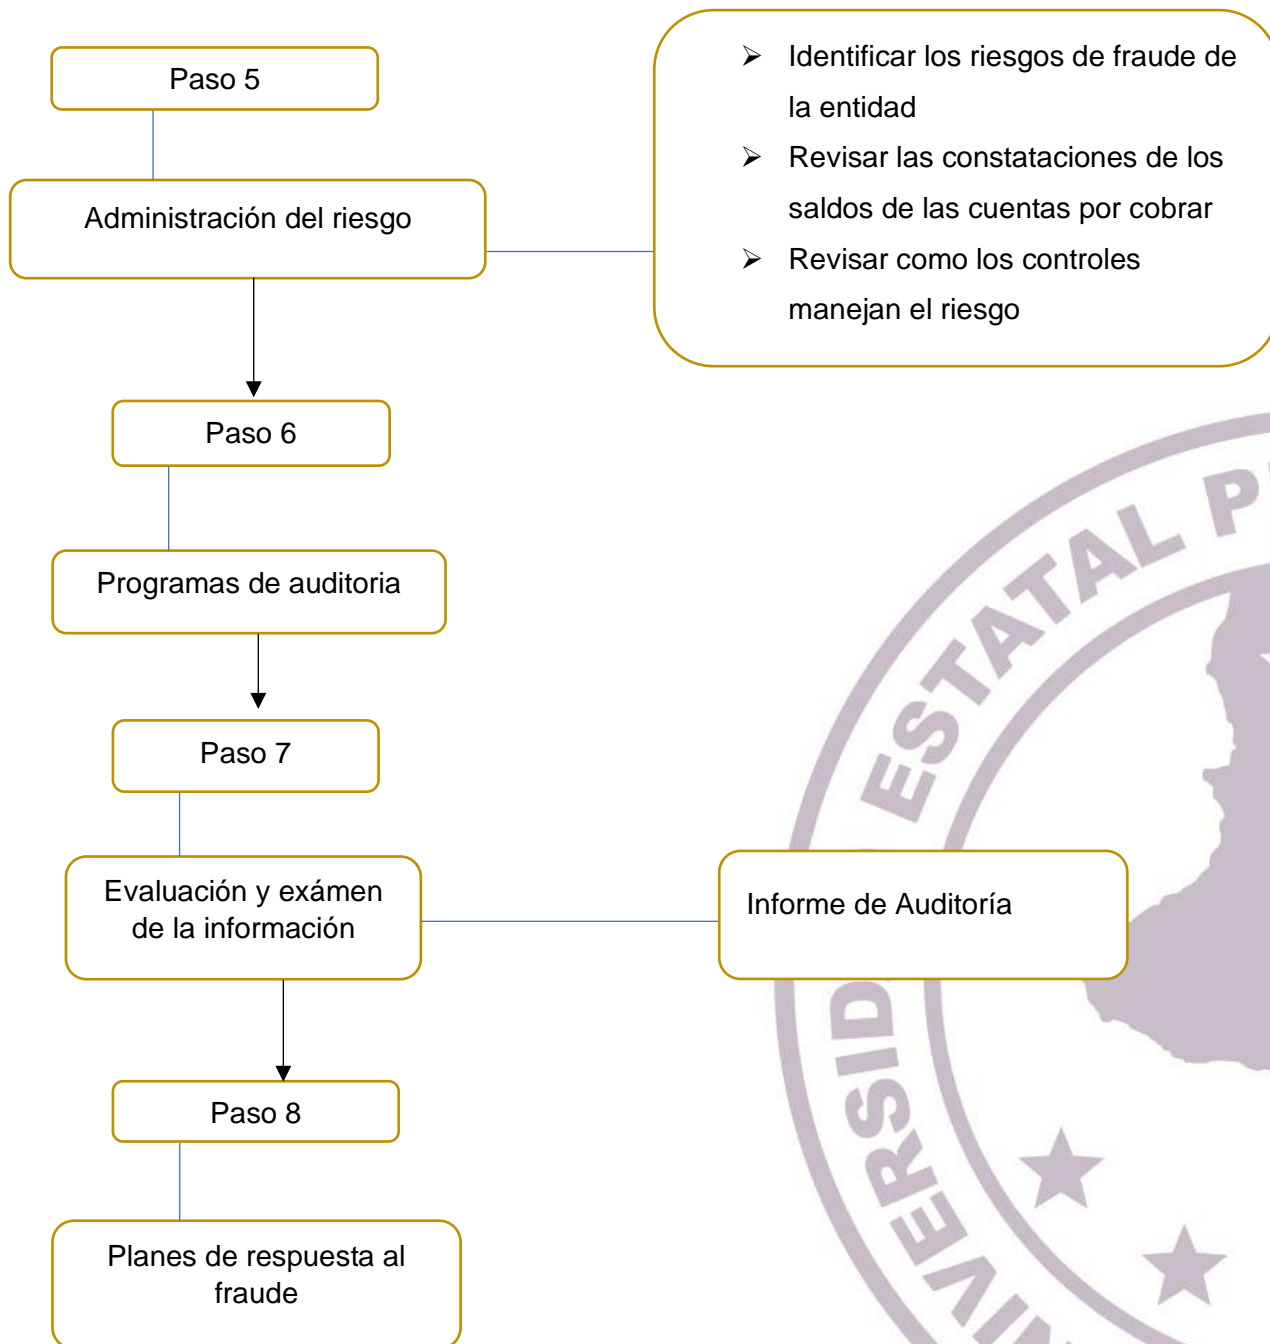 Paso 5
Administración del riesgo
➢ Identificar los riesgos de fraude de
la entidad
➢ Revisar las constataciones de los
saldos de las cuentas por cobrar
➢ Revisar como los controles
manejan el riesgo
Paso 6
Programas de auditoria
Paso 7
Evaluación y exámen
de la información
Informe de Auditoría
Paso 8
Planes de respuesta al
fraude
ESTATAL